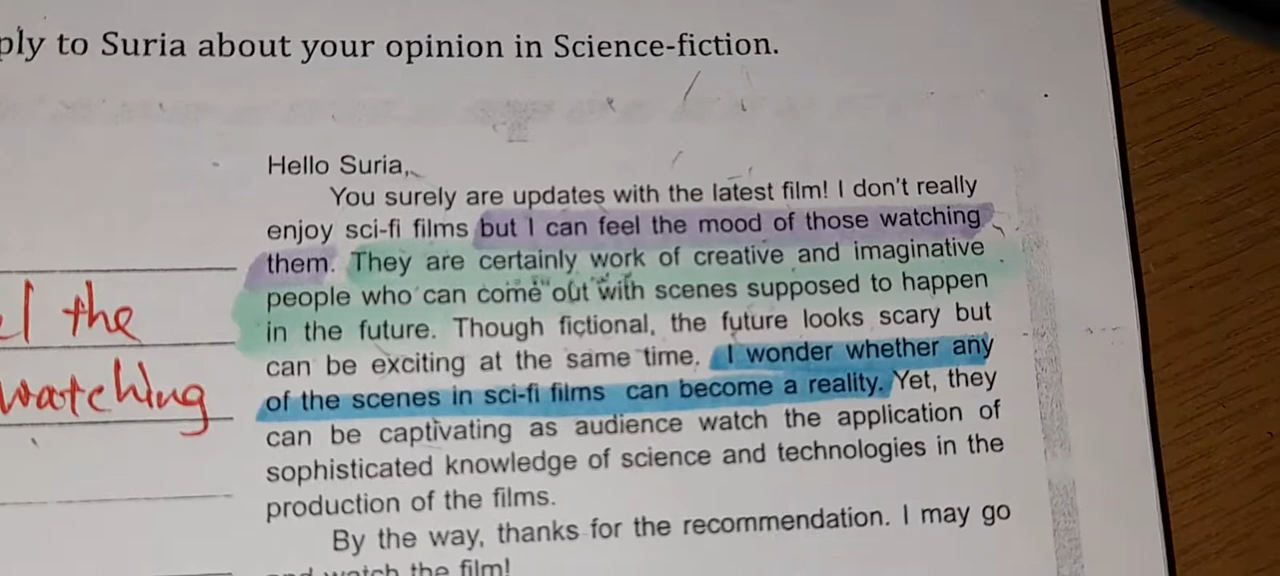 ply to Suria about your opinion in Science-fiction.
Hello Suria,
You surely are updates with the latest film! I don't really
enjoy sci-fi films but I can feel the mood of those watching
them. They are certainly work of creative and imaginative
people who can come out with scenes supposed to happen
in the future. Though fictional, the future looks scary but
can be exciting at the same time. I wonder whether any
of the scenes in sci-fi films can become a reality. Yet, they
can be captivating as audience watch the application of
sophisticated knowledge of science and technologies in the
production of the films.
By the way, thanks for the recommendation. I may go
and watch the film!
the
watching